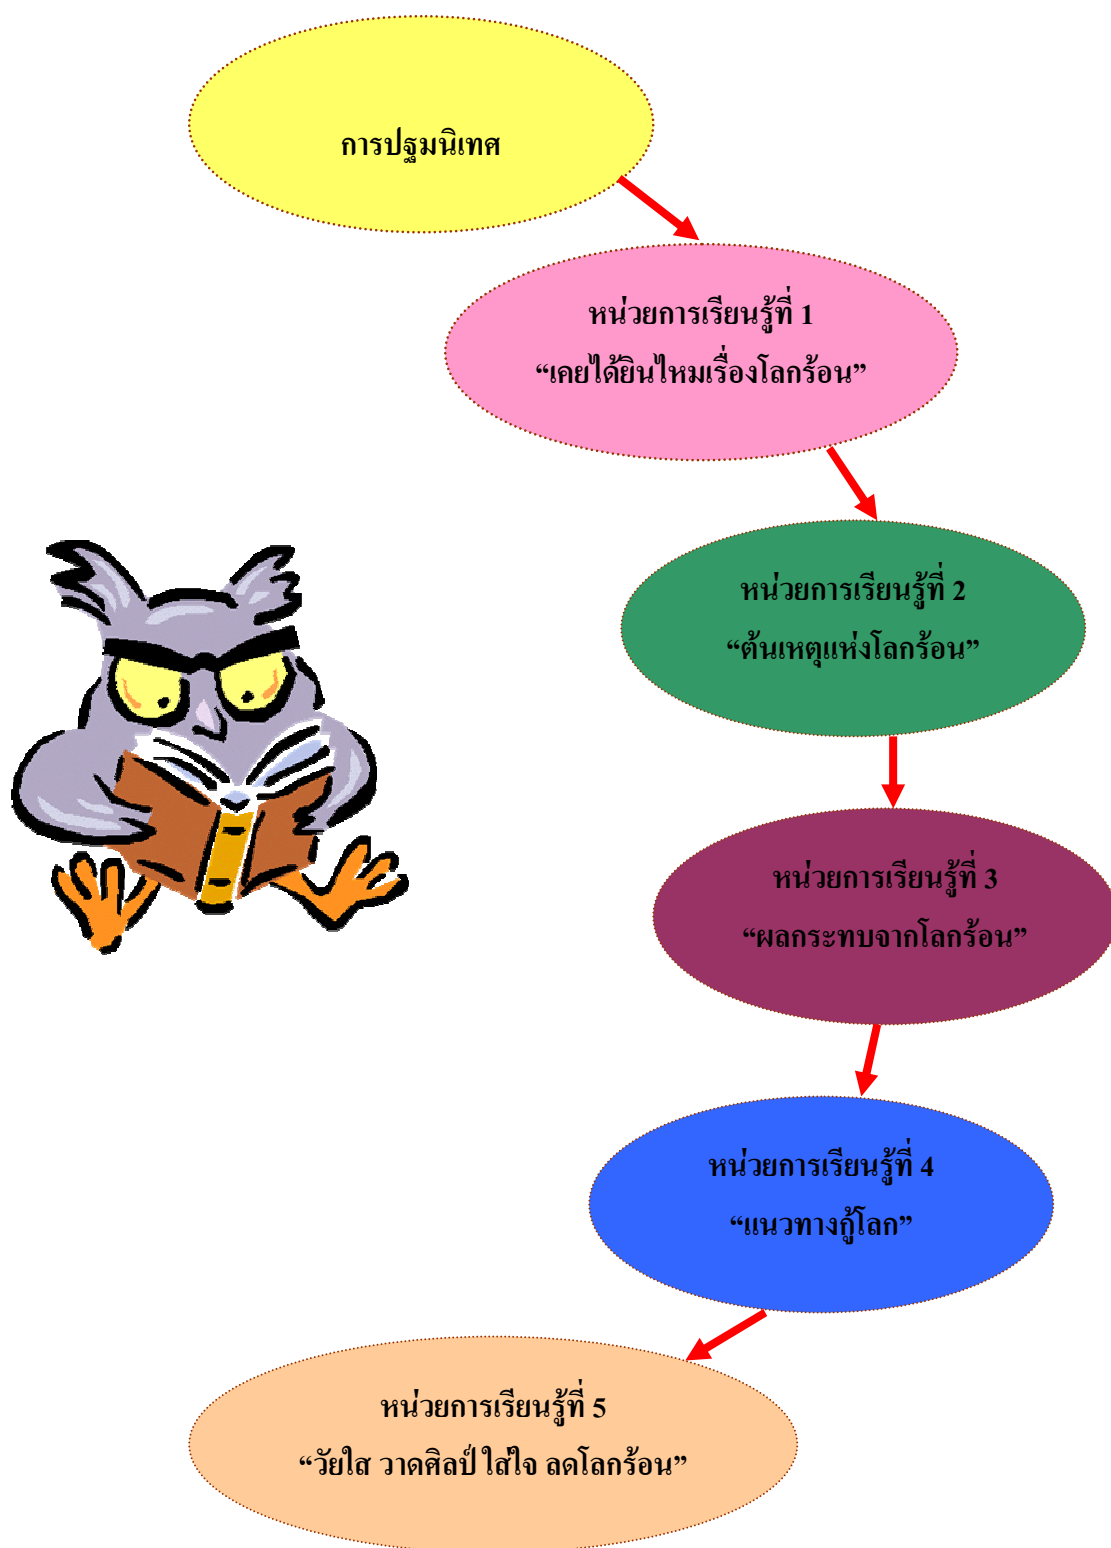 การปฐมนิเทศ
หน่วยการเรียนรู้ที่ 1
“เคยได้ยินไหมเรื่องโลกร้อน”
หน่วยการเรียนรู้ที่ 2
“ต้นเหตุแห่งโลกร้อน”
หน่วยการเรียนรู้ที่ 3
“ผลกระทบจากโลกร้อน”
หน่วยการเรียนรู้ที่ 4
“แนวทางกู้โลก”
หน่วยการเรียนรู้ที่ 5
“วัยใส วาดศิลป์ ใส่ใจ ลดโลกร้อน”